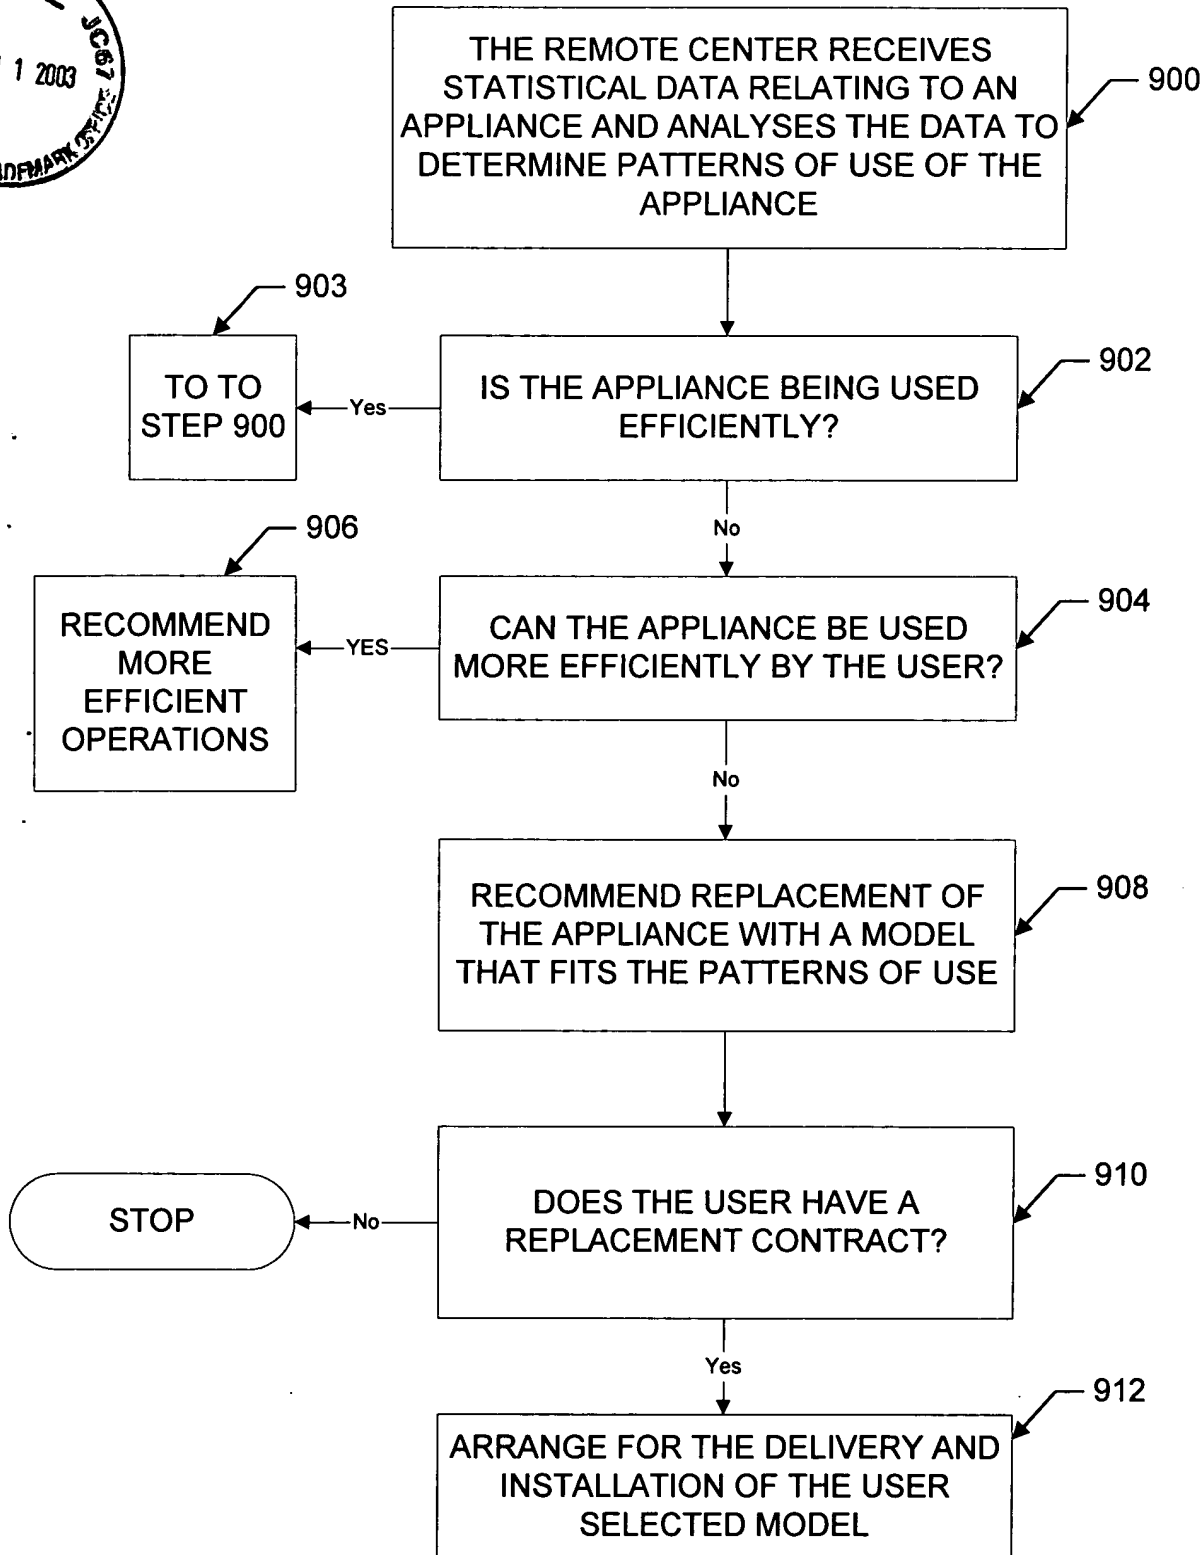 JC67
1 2003
THE REMOTE CENTER RECEIVES
STATISTICAL DATA RELATING TO AN
APPLIANCE AND ANALYSES THE DATA TO
DETERMINE PATTERNS OF USE OF THE
APPLIANCE
900
903
TO TO
STEP 900
Yes
IS THE APPLIANCE BEING USED
EFFICIENTLY?
902
No
906
RECOMMEND
MORE
EFFICIENT
OPERATIONS
YES
CAN THE APPLIANCE BE USED
MORE EFFICIENTLY BY THE USER?
904
No
RECOMMEND REPLACEMENT OF
THE APPLIANCE WITH A MODEL
THAT FITS THE PATTERNS OF USE
908
STOP
No
DOES THE USER HAVE A
REPLACEMENT CONTRACT?
910
Yes
ARRANGE FOR THE DELIVERY AND
INSTALLATION OF THE USER
SELECTED MODEL
912